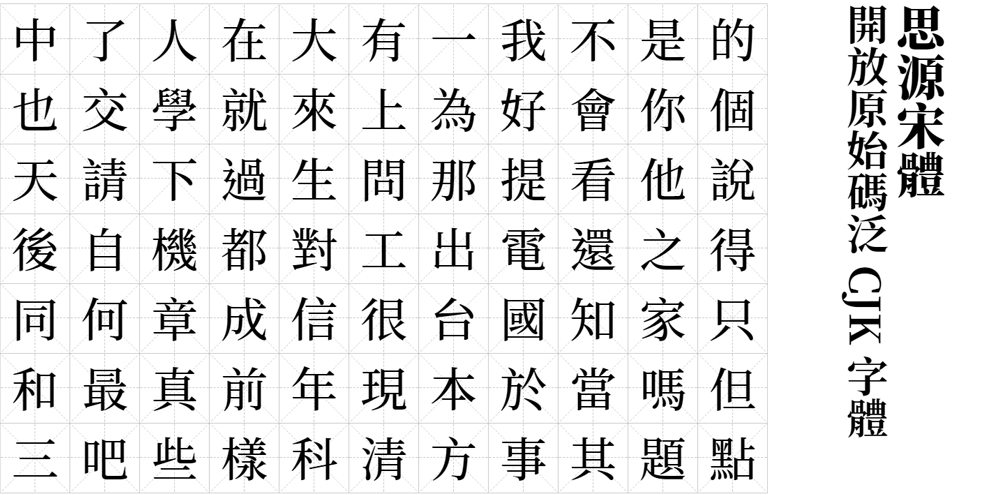 思源宋體
開放原始碼泛 CJK 字體
的是不我一有大在人了中
個你會好為上來就學交也
說他看提那問生過下請天
得之還電出工對都機自後
只家知國台很信成章何同
但嗎當於本現年前真最和
點題其事方清科樣些吧三